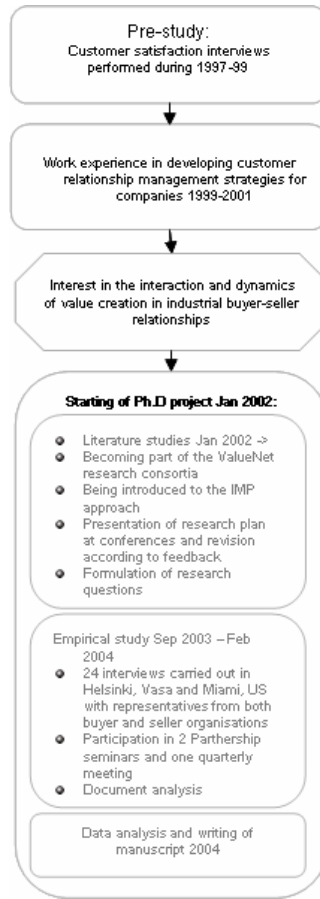 Pre-study:
Customer satisfaction interviews
performed during 1997-99
Work experience in developing customer
relationship management strategies for
companies 1999-2001
Interest in the interaction and dynamics
of value creation in industrial buyer-seller
relationships
Starting of Ph.D project Jan 2002:
Literature studies Jan 2002 ->
Becoming part of the ValueNet
research consortia
Being introduced to the IMP
approach
Presentation of research plan
at conferences and revision
according to feedback
Formulation of research
questions
Empirical study Sep 2003 – Feb
2004
24 interviews carried out in
Helsinki, Vasa and Miami, US
with representatives from both
buyer and seller organisations
Participation in 2 Parthership
seminars and one quarterly
meeting
Document analysis
Data analysis and writing of
manuscript 2004